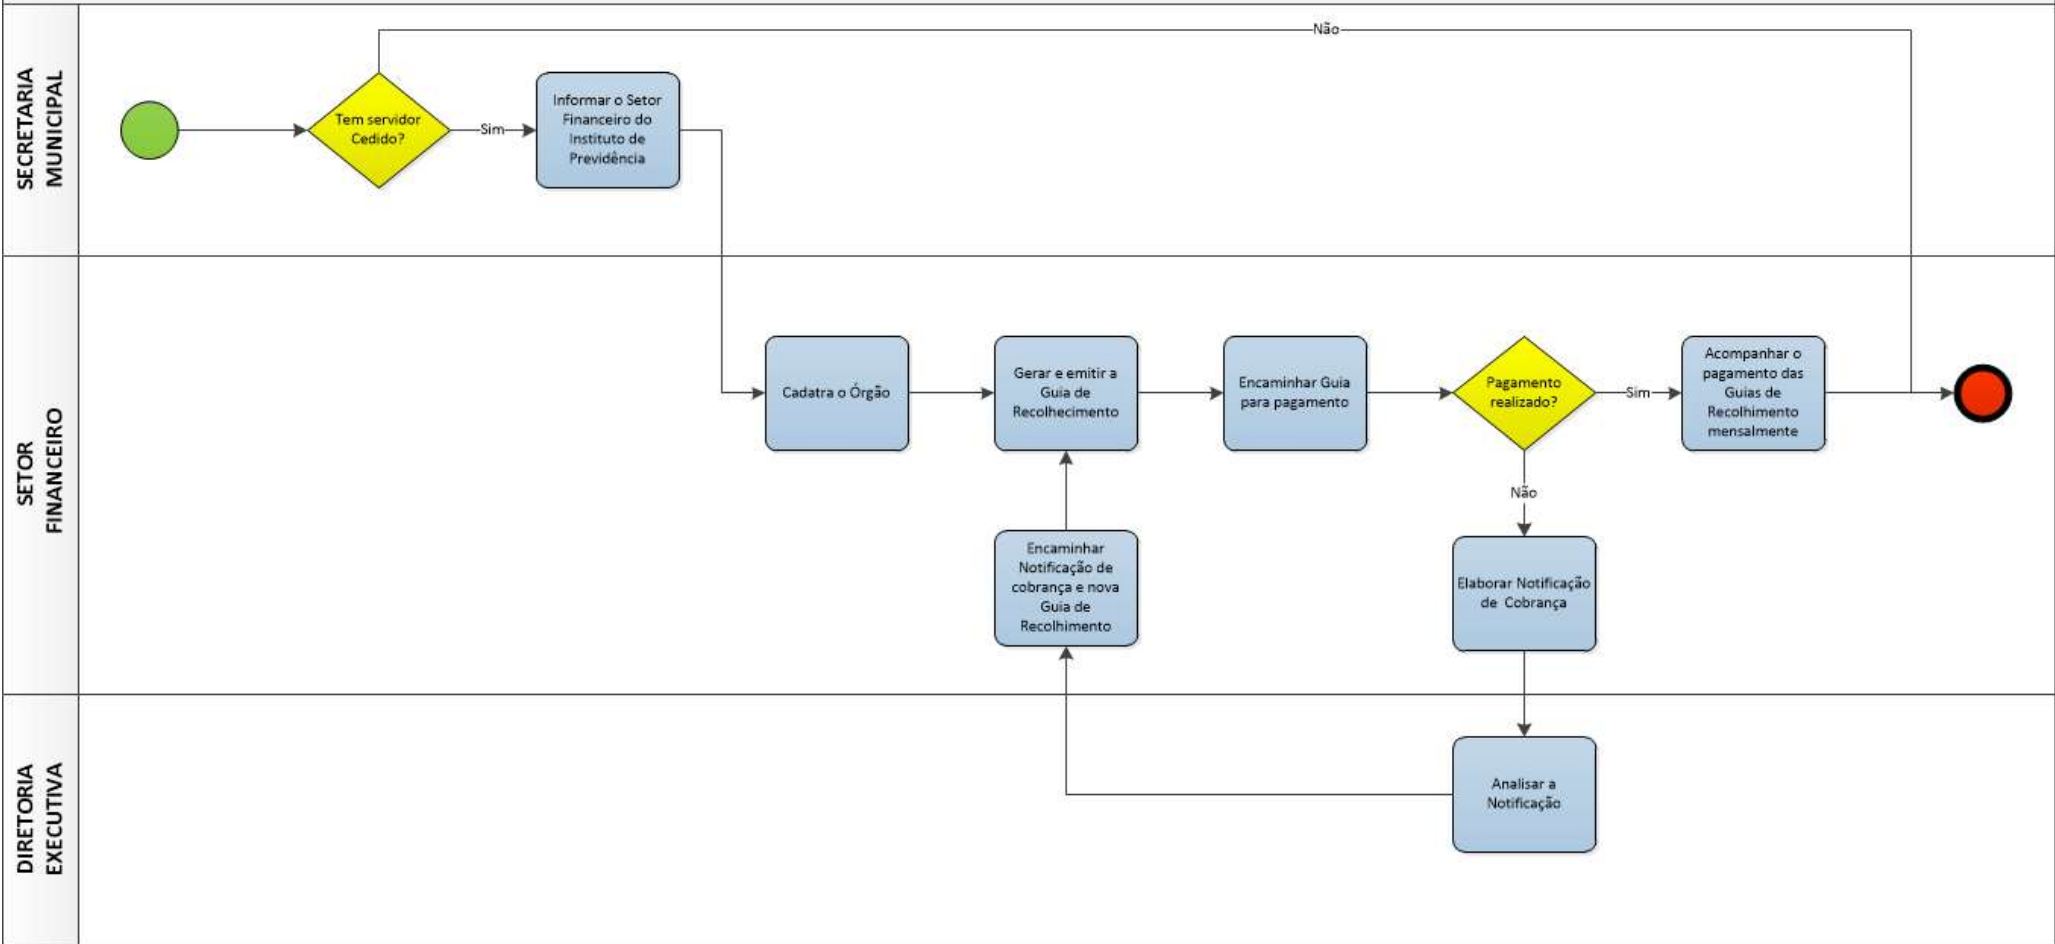 SECRETARIA
MUNICIPAL
Não
Tem servidor
Cedido?
Sim
Informar o Setor
Financeiro do
Instituto de
Previdência
SETOR
FINANCEIRO
Cadatra o Órgão
Gerar e emitir a
Guia de
Recolhecimento
Encaminhar Guia
para pagamento
Pagamento
realizado?
Sim
Acompanhar o
pagamento das
Guias de
Recolhimento
mensalmente
Não
Encaminhar
Notificação de
cobrança e nova
Guia de
Recolhimento
Elaborar Notificação
de Cobrança
DIRETORIA
EXECUTIVA
Analisar a
Notificação